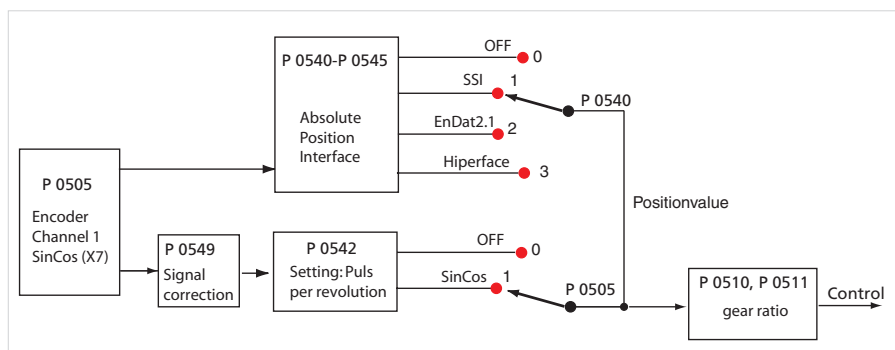 OFF
0
P 0540-P 0545
SSI
1
P 0540
Absolute
Position
Interface
EnDat2.1
2
Hiperface
3
P 0505
Encoder
Channel 1
SinCos (X7)
Positionvalue
P 0549
Signal
correction
P 0542
Setting: Puls
per revolution
OFF
0
SinCos
1
P 0505
P 0510, P 0511
gear ratio
Control